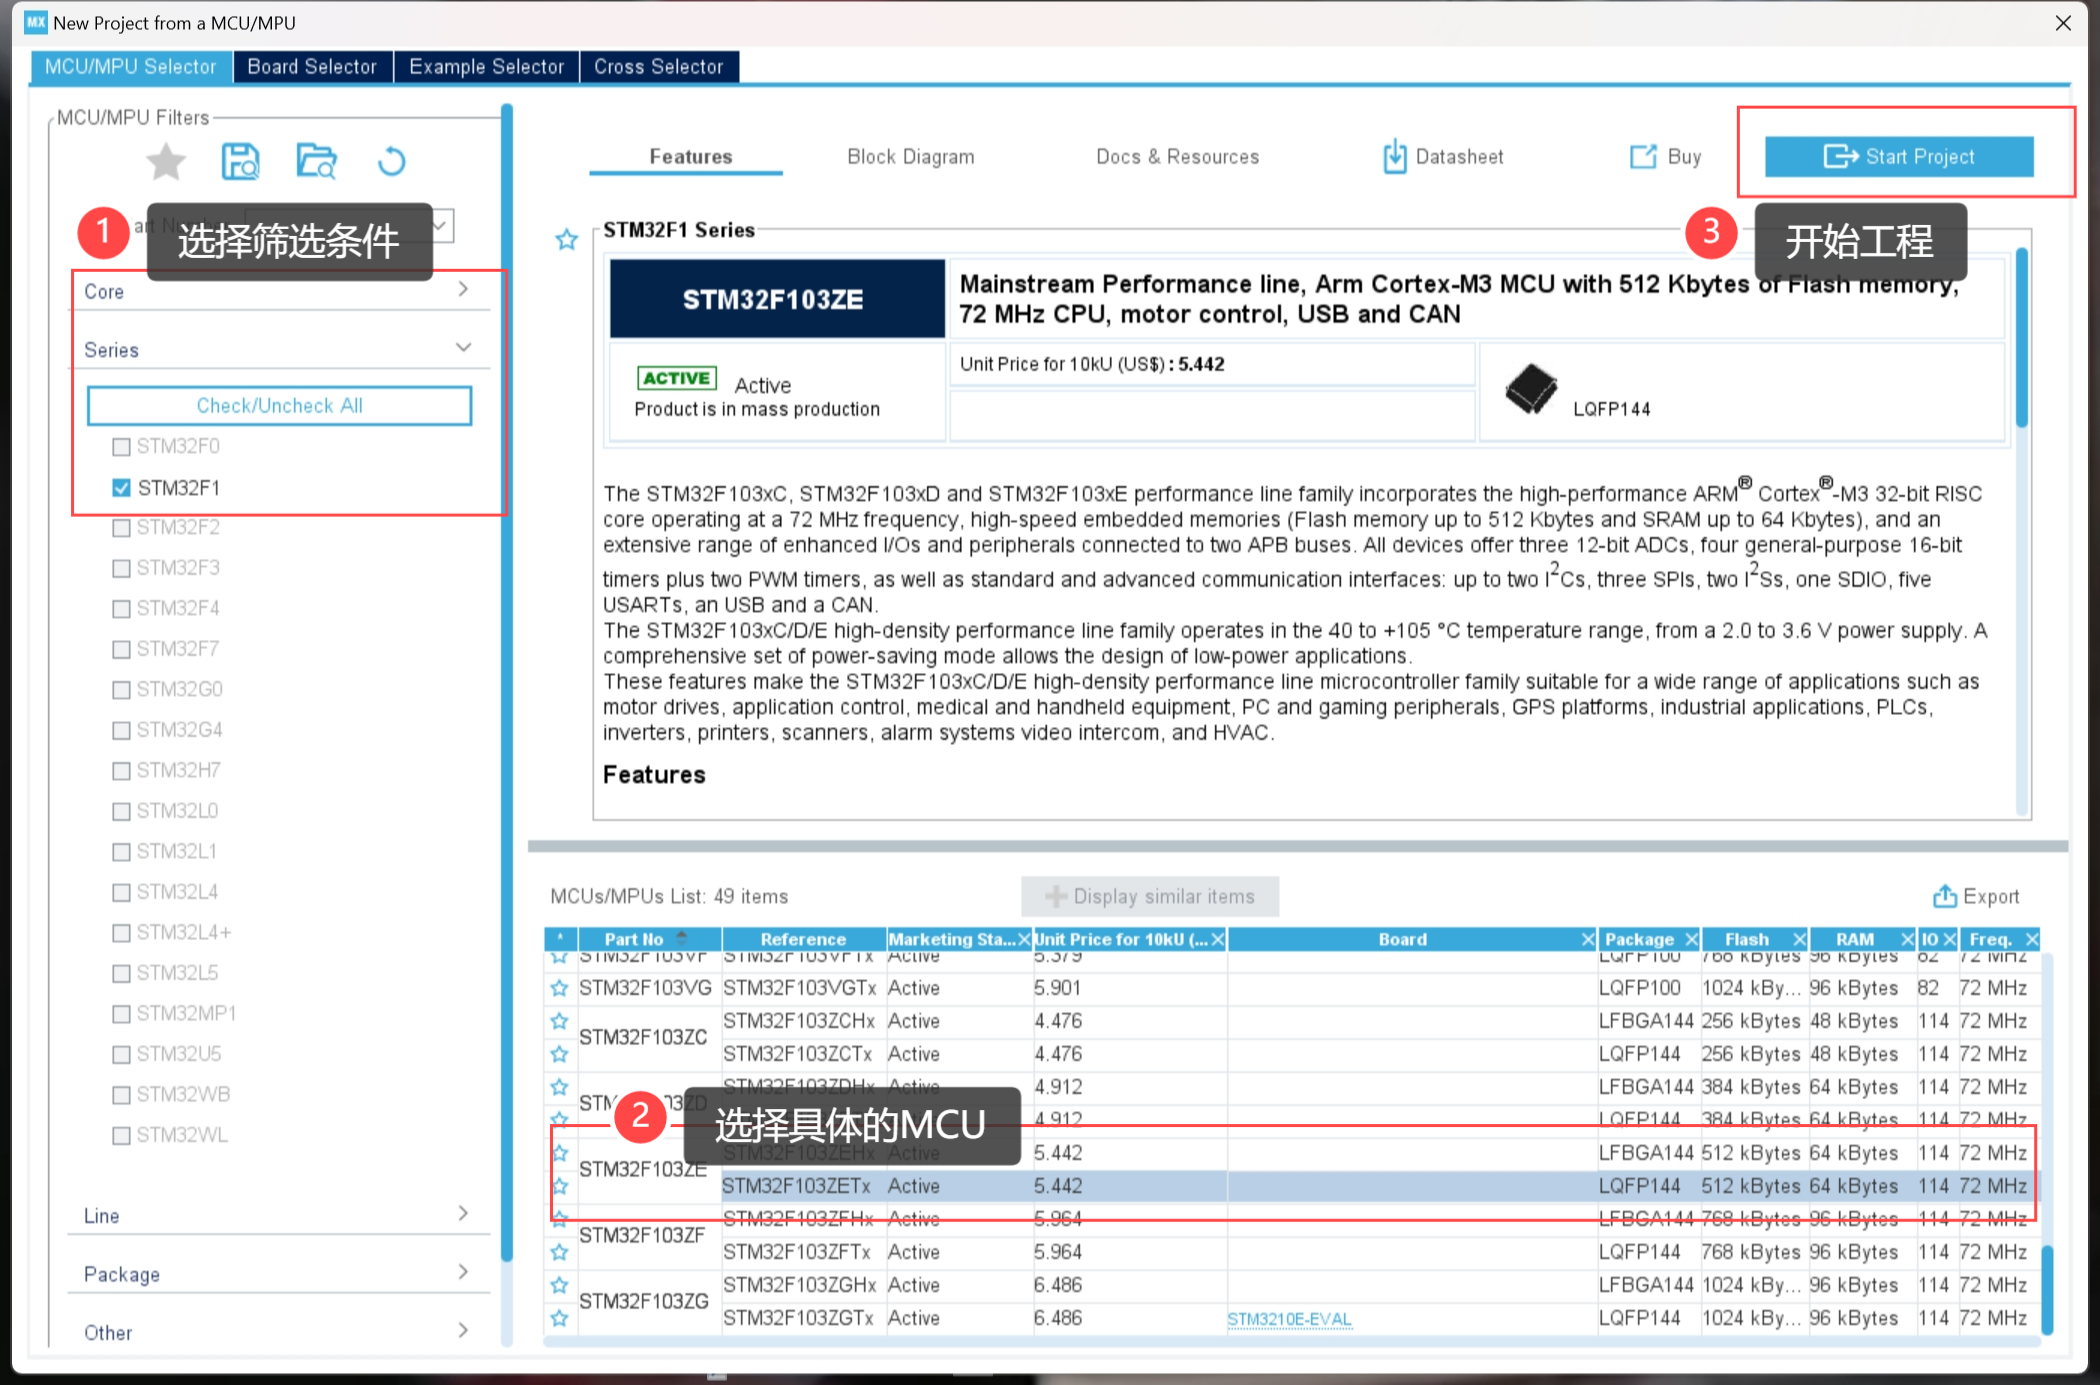 MX New Project from a MCU/MPU
MCU/MPU Selector
Board Selector
Example Selector
Cross Selector
MCU/MPU Filters
1
选择筛选条件
Core
Series
Check/Uncheck All
STM32F0
STM32F1
STM32F2
STM32F3
STM32F4
STM32F7
STM32G0
STM32G4
STM32H7
STM32L0
STM32L1
STM32L4
STM32L4+
STM32L5
STM32MP1
STM32U5
STM32WB
STM32WL
Line
Package
Other
Features
Block Diagram
Docs & Resources
Datasheet
Buy
Start Project
3
开始工程
STM32F1 Series
STM32F103ZE
Mainstream Performance line, Arm Cortex-M3 MCU with 512 Kbytes of Flash memory,
72 MHz CPU, motor control, USB and CAN
ACTIVE Active
Product is in mass production
Unit Price for 10kU (US$) : 5.442
LQFP144
The STM32F103xC, STM32F103xD and STM32F103xE performance line family incorporates the high-performance ARM® Cortex®-M3 32-bit RISC
core operating at a 72 MHz frequency, high-speed embedded memories (Flash memory up to 512 Kbytes and SRAM up to 64 Kbytes), and an
extensive range of enhanced I/Os and peripherals connected to two APB buses. All devices offer three 12-bit ADCs, four general-purpose 16-bit
timers plus two PWM timers, as well as standard and advanced communication interfaces: up to two I²Cs, three SPIs, two I²Ss, one SDIO, five
USARTs, an USB and a CAN.
The STM32F103xC/D/E high-density performance line family operates in the 40 to +105 °C temperature range, from a 2.0 to 3.6 V power supply. A
comprehensive set of power-saving mode allows the design of low-power applications.
These features make the STM32F103xC/D/E high-density performance line microcontroller family suitable for a wide range of applications such as
motor drives, application control, medical and handheld equipment, PC and gaming peripherals, GPS platforms, industrial applications, PLCs,
inverters, printers, scanners, alarm systems video intercom, and HVAC.
Features
MCUs/MPUs List: 49 items
Display similar items
Export
* Part No Reference Marketing Sta... Unit Price for 10kU (... Board Package Flash RAM IO Freq.
STM32F103VF STM32F103VFTx Active 5.379 LQFP100 768 kBytes 96 kBytes 82 72 MHz
STM32F103VG STM32F103VGTx Active 5.901 LQFP100 1024 kBy... 96 kBytes 82 72 MHz
STM32F103ZC STM32F103ZCHx Active 4.476 LFBGA144 256 kBytes 48 kBytes 114 72 MHz
STM32F103ZCTx Active 4.476 LQFP144 256 kBytes 48 kBytes 114 72 MHz
STM32F103ZDHx Active 4.912 LFBGA144 384 kBytes 64 kBytes 114 72 MHz
4.912 LQFP144 384 kBytes 64 kBytes 114 72 MHz
2
选择具体的MCU
STM32F103ZE STM32F103ZEHx Active 5.442 LFBGA144 512 kBytes 64 kBytes 114 72 MHz
STM32F103ZETx Active 5.442 LQFP144 512 kBytes 64 kBytes 114 72 MHz
STM32F103ZF STM32F103ZFHx Active 5.964 LFBGA144 768 kBytes 96 kBytes 114 72 MHz
STM32F103ZFTx Active 5.964 LQFP144 768 kBytes 96 kBytes 114 72 MHz
STM32F103ZG STM32F103ZGHx Active 6.486 LFBGA144 1024 kBy... 96 kBytes 114 72 MHz
STM32F103ZGTx Active 6.486 STM3210E-EVAL LQFP144 1024 kBy... 96 kBytes 114 72 MHz